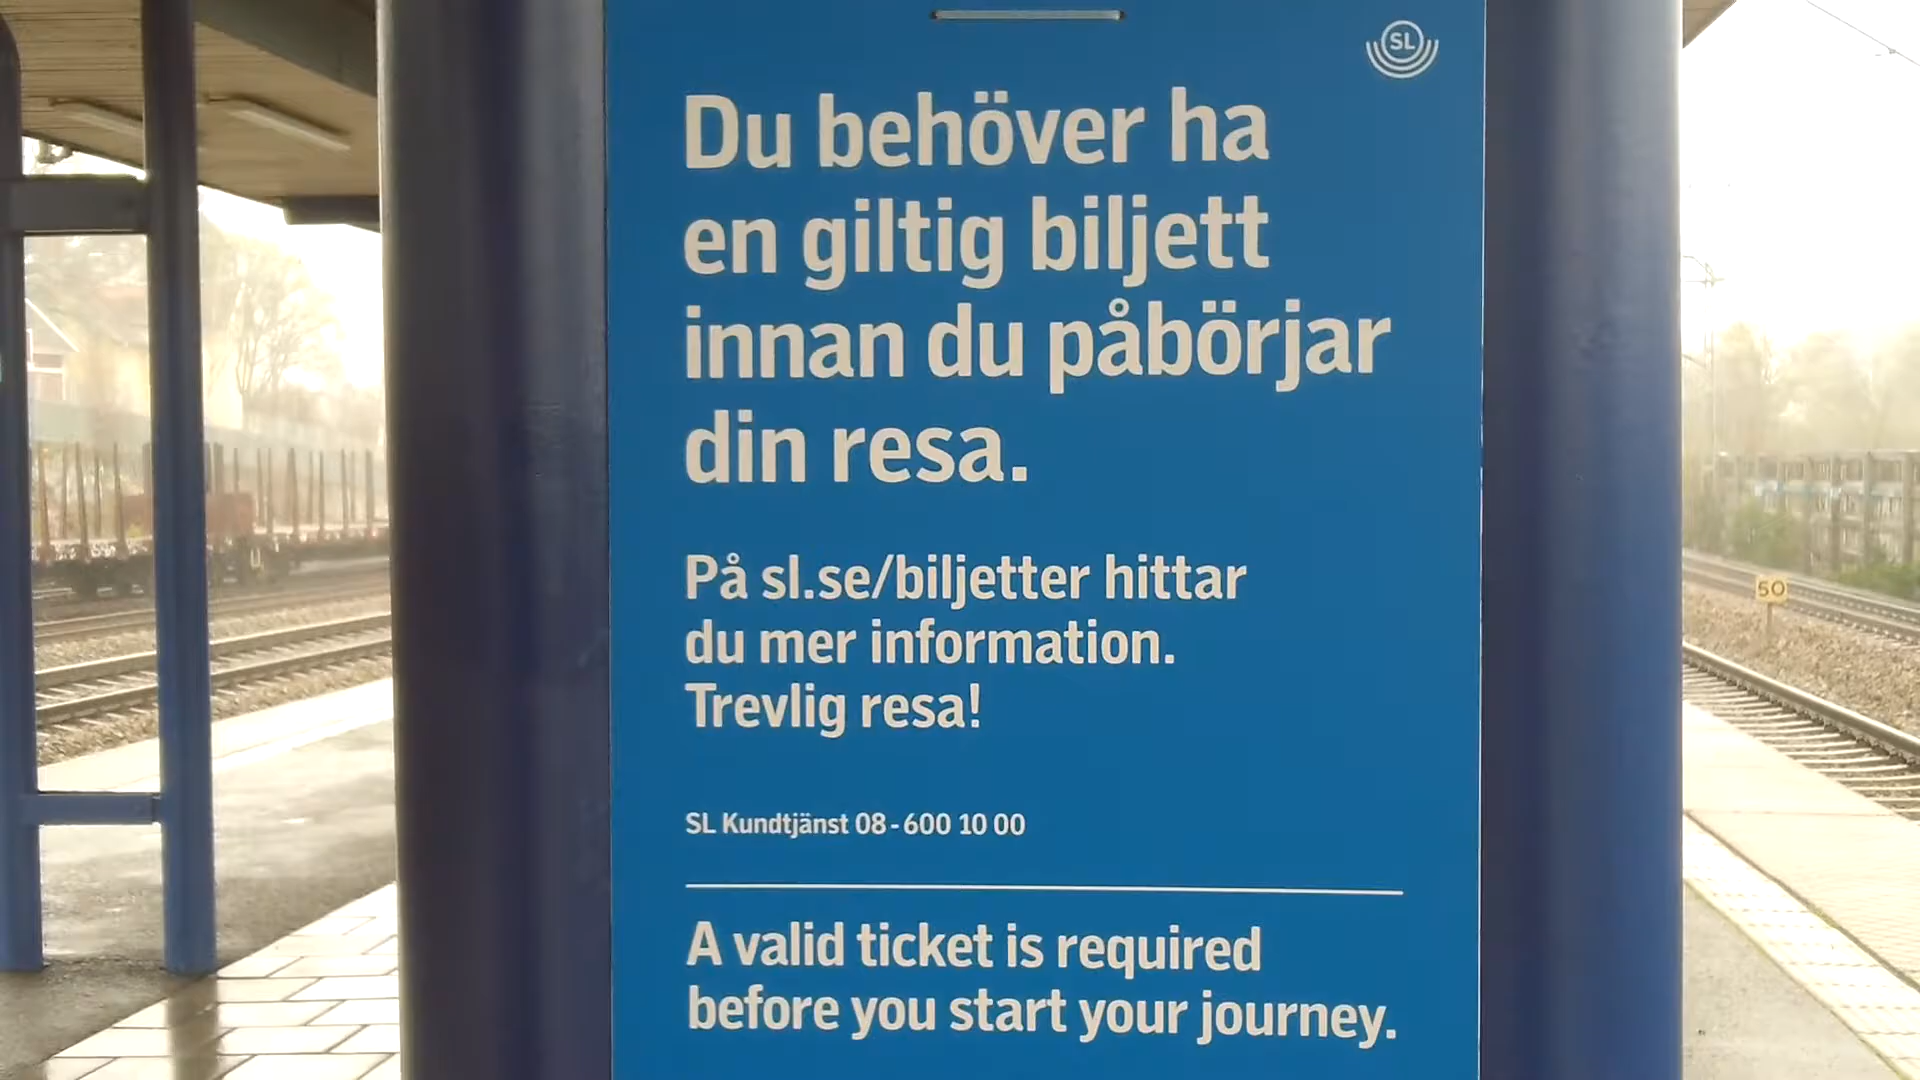 SL
Du behöver ha
en giltig biljett
innan du påbörjar
din resa.
På sl.se/biljetter hittar
du mer information.
Trevlig resa!
SL Kundtjänst 08-600 10 00
A valid ticket is required
before you start your journey.
50